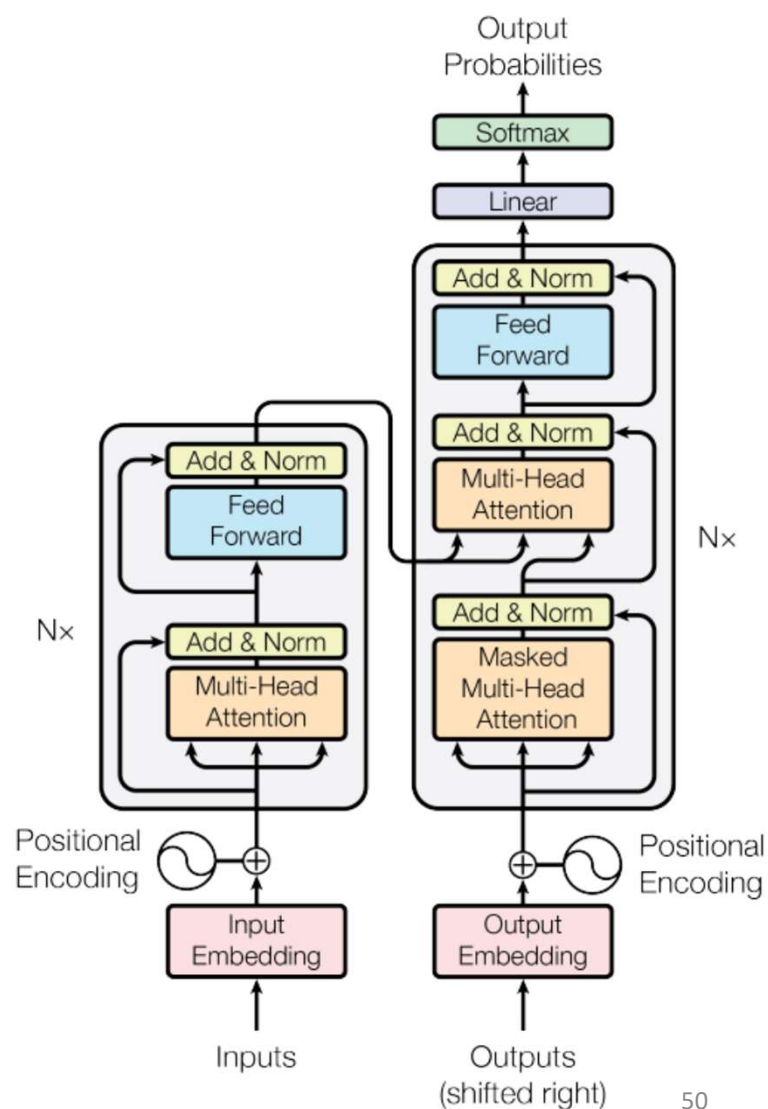 Output
Probabilities
Softmax
Linear
Add & Norm
Feed
Forward
Add & Norm
Multi-Head
Attention
Add & Norm
Masked
Multi-Head
Attention
N×
Add & Norm
Feed
Forward
Add & Norm
Multi-Head
Attention
N×
Positional
Encoding
Positional
Encoding
Input
Embedding
Output
Embedding
Inputs
Outputs
(shifted right)
50